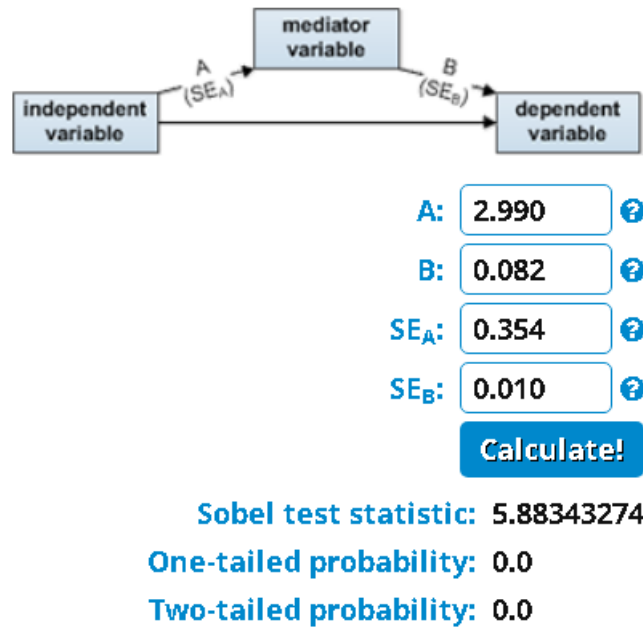 mediator
variable
A
(SEA)
B
(SEB)
independent
variable
dependent
variable
A: 2.990 ?
B: 0.082 ?
SEA: 0.354 ?
SEB: 0.010 ?
Calculate!
Sobel test statistic: 5.88343274
One-tailed probability: 0.0
Two-tailed probability: 0.0